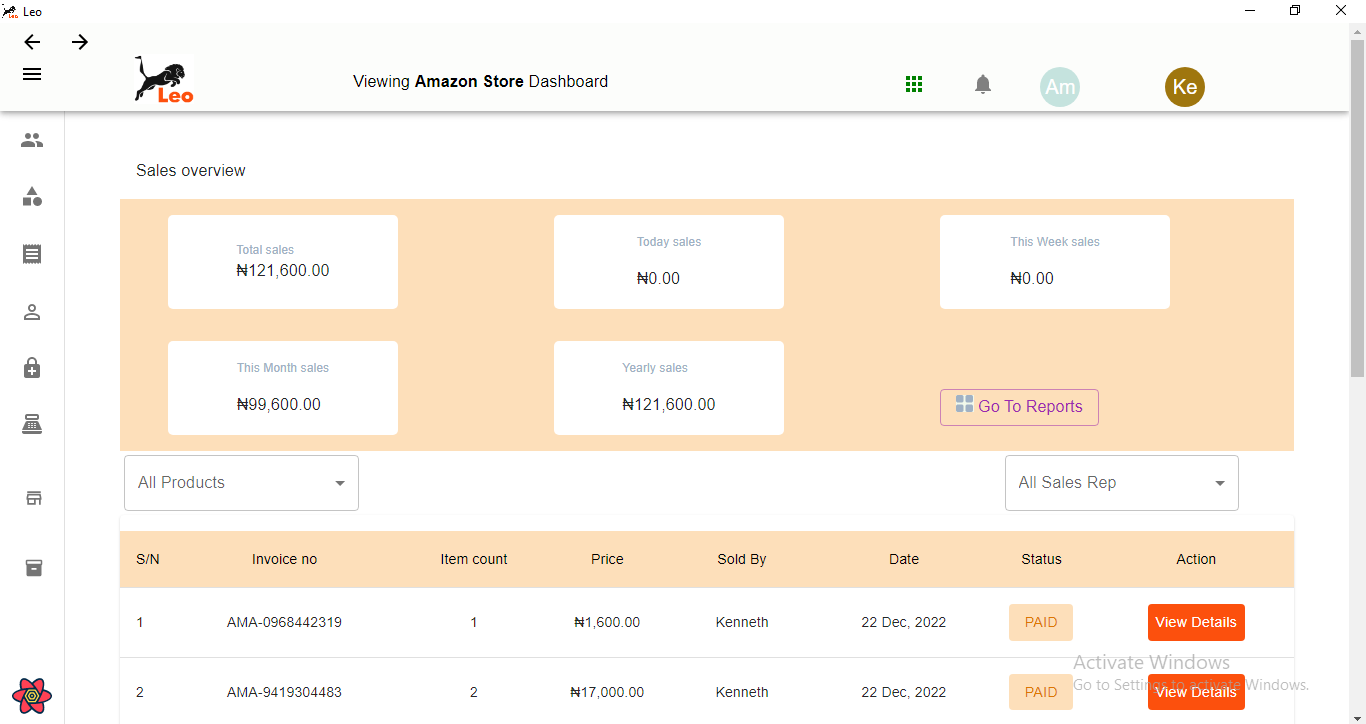 Leo
Leo
Viewing Amazon Store Dashboard
Am
Ke
Sales overview
Total sales
₦121,600.00
Today sales
₦0.00
This Week sales
₦0.00
This Month sales
₦99,600.00
Yearly sales
₦121,600.00
Go To Reports
All Products
All Sales Rep
S/N Invoice no Item count Price Sold By Date Status Action
1 AMA-0968442319 1 ₦1,600.00 Kenneth 22 Dec, 2022 PAID View Details
2 AMA-9419304483 2 ₦17,000.00 Kenneth 22 Dec, 2022 PAID View Details
Activate Windows
Go to Settings to activate Windows.